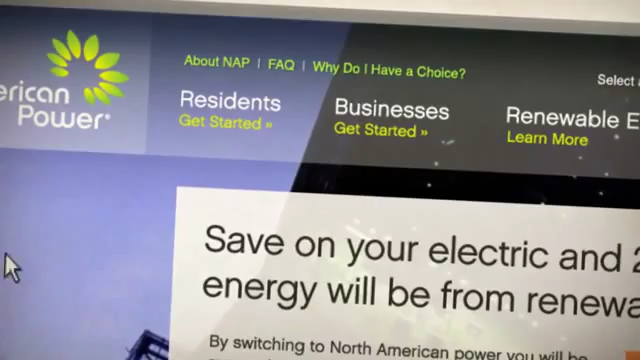 About NAP | FAQ | Why Do I Have a Choice?
Select
erican
Power
Residents
Businesses
Renewable E
Get Started »
Get Started »
Learn More
Save on your electric and 2
energy will be from renewa
By switching to North American power you will be